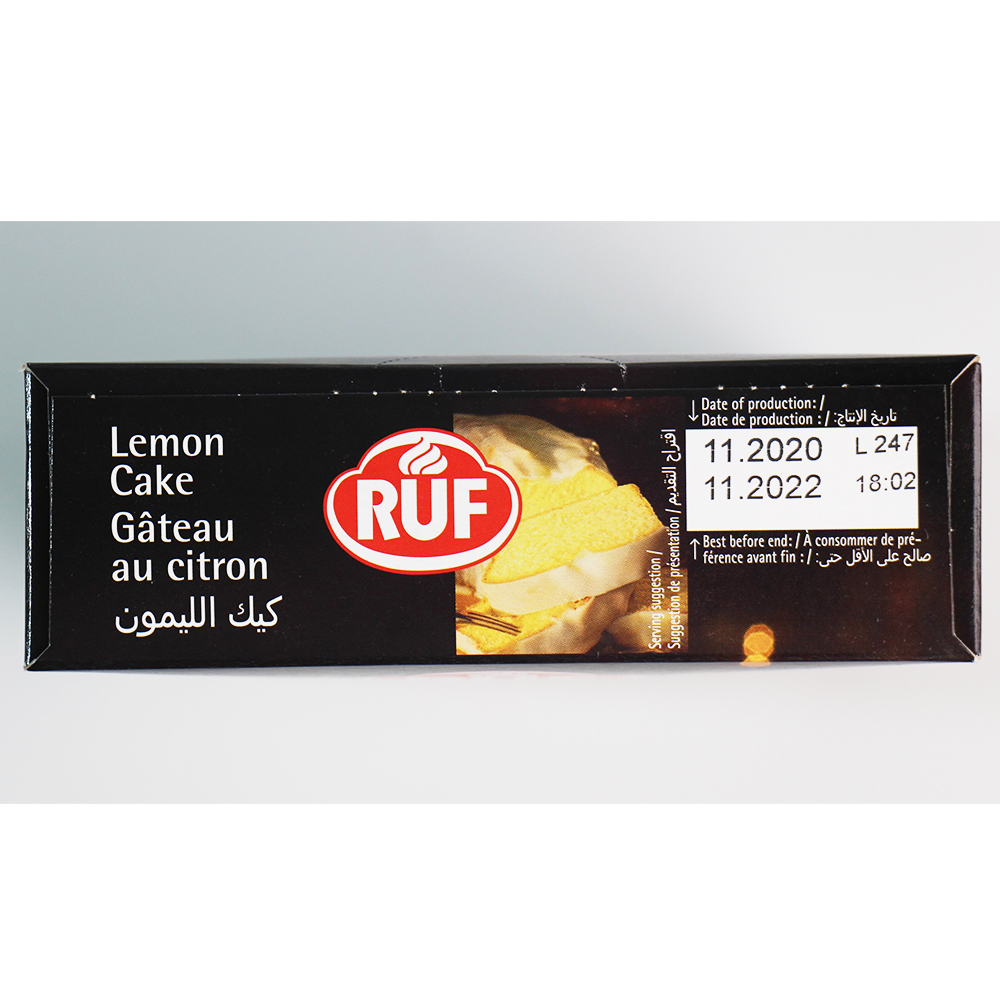 Lemon
Cake
Gâteau
au citron
كيك الليمون
RUF
Serving suggestion /
Suggestion de présentation / اقتراح التقديم
↓ Date of production: /
Date de production : / تاريخ الإنتاج:
11.2020 L 247
11.2022 18:02
↑ Best before end: / À consommer de pré-
férence avant fin : / صالح على الأقل حتى: